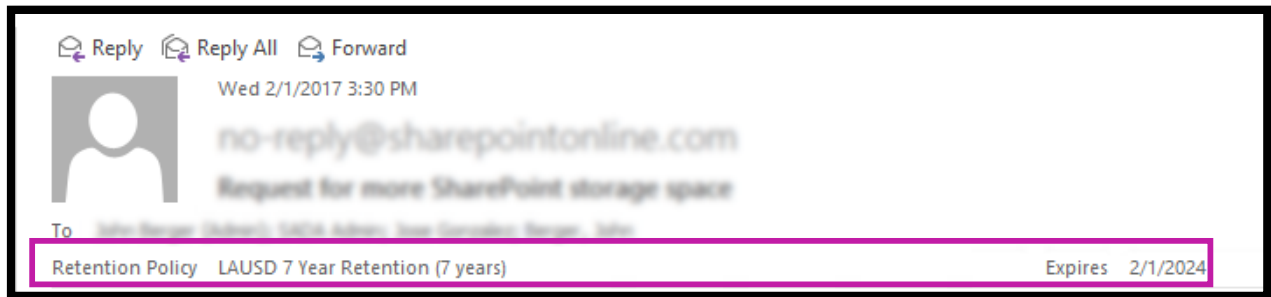 Reply Reply All Forward
Wed 2/1/2017 3:30 PM
no-reply@sharepointonline.com
Request for more SharePoint storage space
To
Retention Policy LAUSD 7 Year Retention (7 years) Expires 2/1/2024